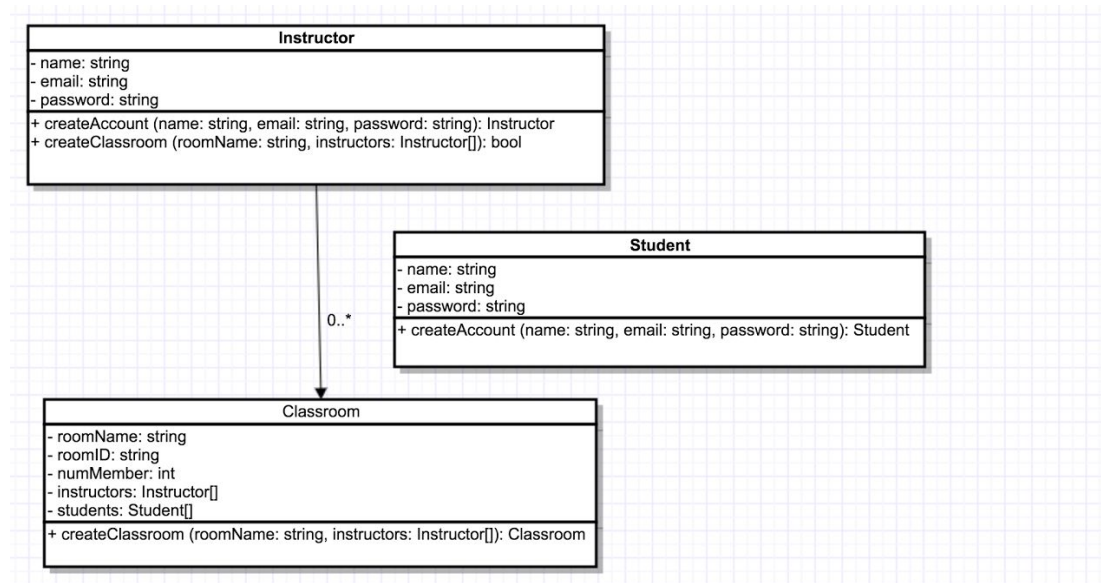 Instructor
- name: string
- email: string
- password: string
+ createAccount (name: string, email: string, password: string): Instructor
+ createClassroom (roomName: string, instructors: Instructor[]): bool
Student
- name: string
- email: string
- password: string
+ createAccount (name: string, email: string, password: string): Student
0..*
Classroom
- roomName: string
- roomID: string
- numMember: int
- instructors: Instructor[]
- students: Student[]
+ createClassroom (roomName: string, instructors: Instructor[]): Classroom